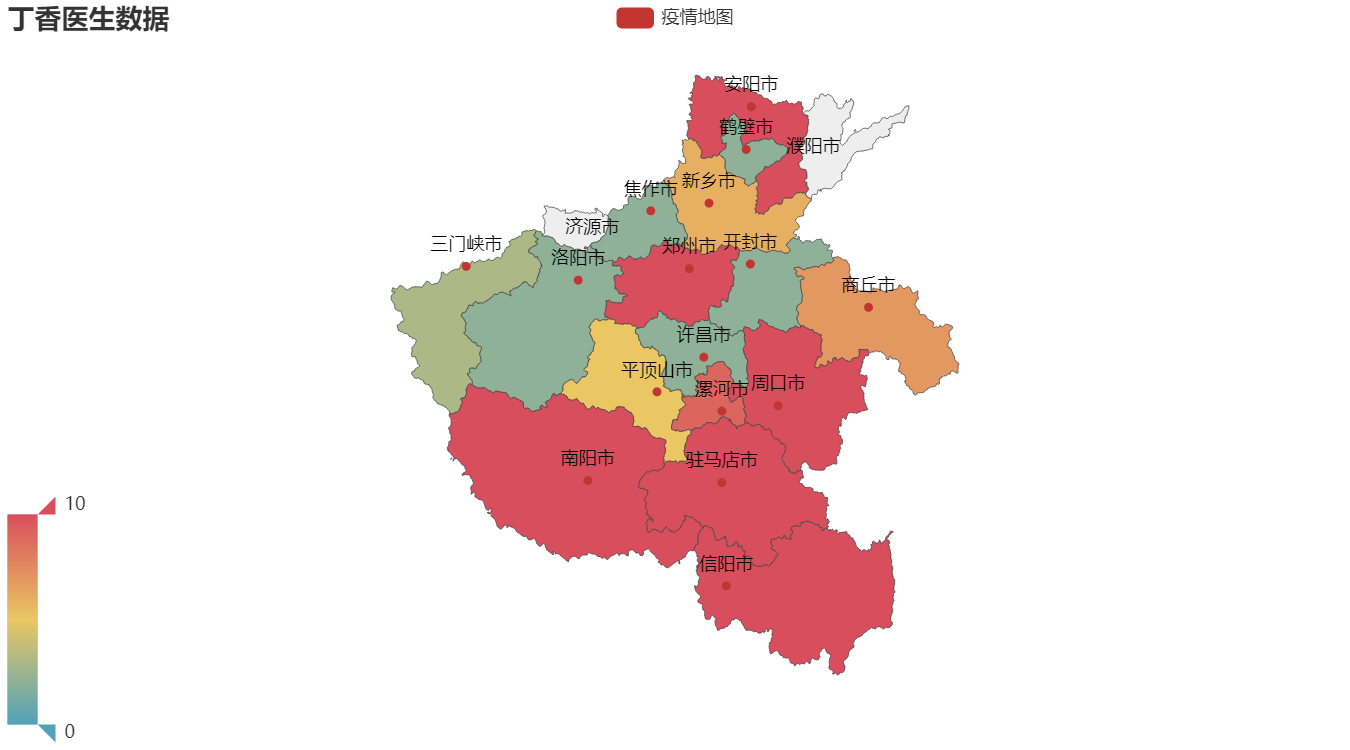 丁香医生数据
疫情地图
安阳市
鹤壁市
濮阳市
新乡市
焦作市
济源市
三门峡市
洛阳市
郑州市
开封市
商丘市
许昌市
平顶山市
漯河市
周口市
南阳市
驻马店市
信阳市
10
0